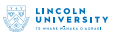 LINCOLN
UNIVERSITY
TE WHARE WĀNAKA O AORAKI